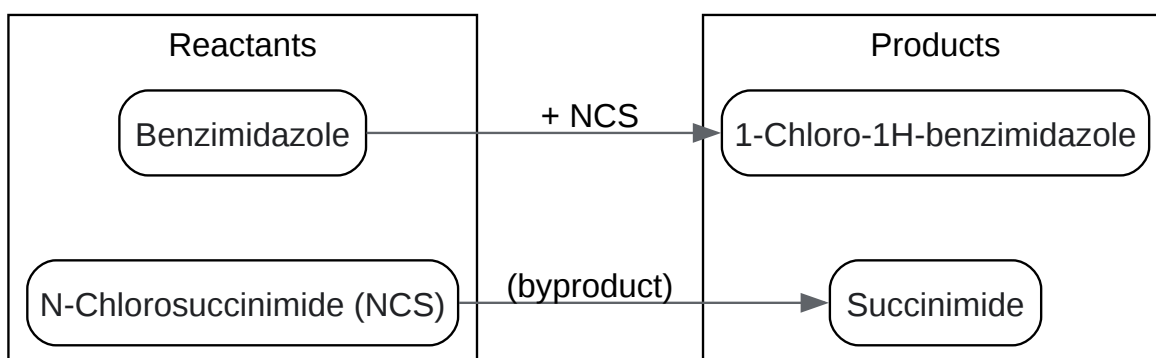 Reactants
Products
Benzimidazole
+ NCS
1-Chloro-1H-benzimidazole
N-Chlorosuccinimide (NCS)
(byproduct)
Succinimide